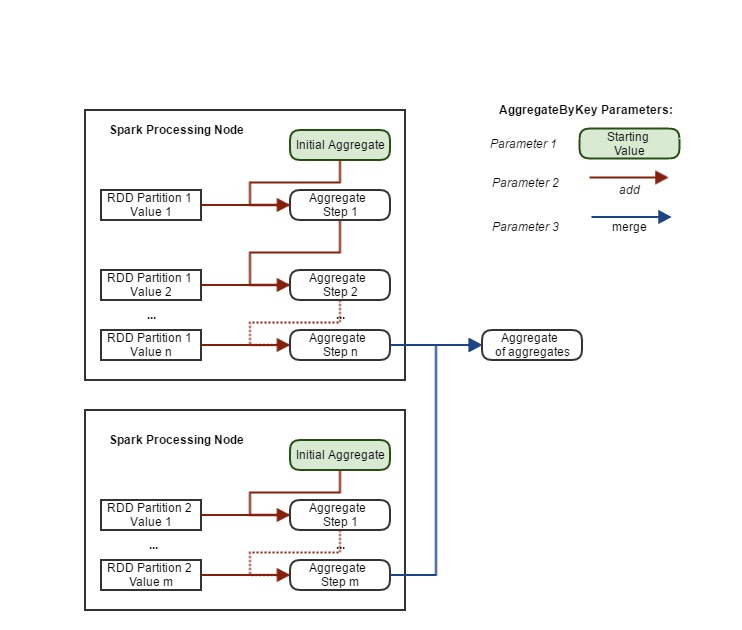 AggregateByKey Parameters:
Parameter 1
Starting
Value
Parameter 2
add
Parameter 3
merge
Spark Processing Node
Initial Aggregate
RDD Partition 1
Value 1
Aggregate
Step 1
RDD Partition 1
Value 2
Aggregate
Step 2
...
...
RDD Partition 1
Value n
Aggregate
Step n
Aggregate
of aggregates
Spark Processing Node
Initial Aggregate
RDD Partition 2
Value 1
Aggregate
Step 1
...
...
RDD Partition 2
Value m
Aggregate
Step m